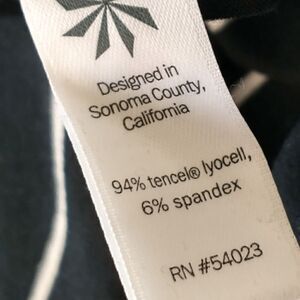 Designed in
Sonoma County,
California
94% tencel® lyocell,
6% spandex
RN #54023